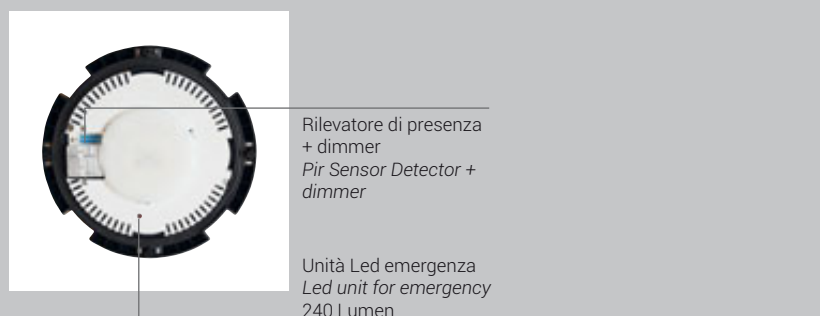 Rilevatore di presenza
+ dimmer
Pir Sensor Detector +
dimmer
Unità Led emergenza
Led unit for emergency
240 Lumen